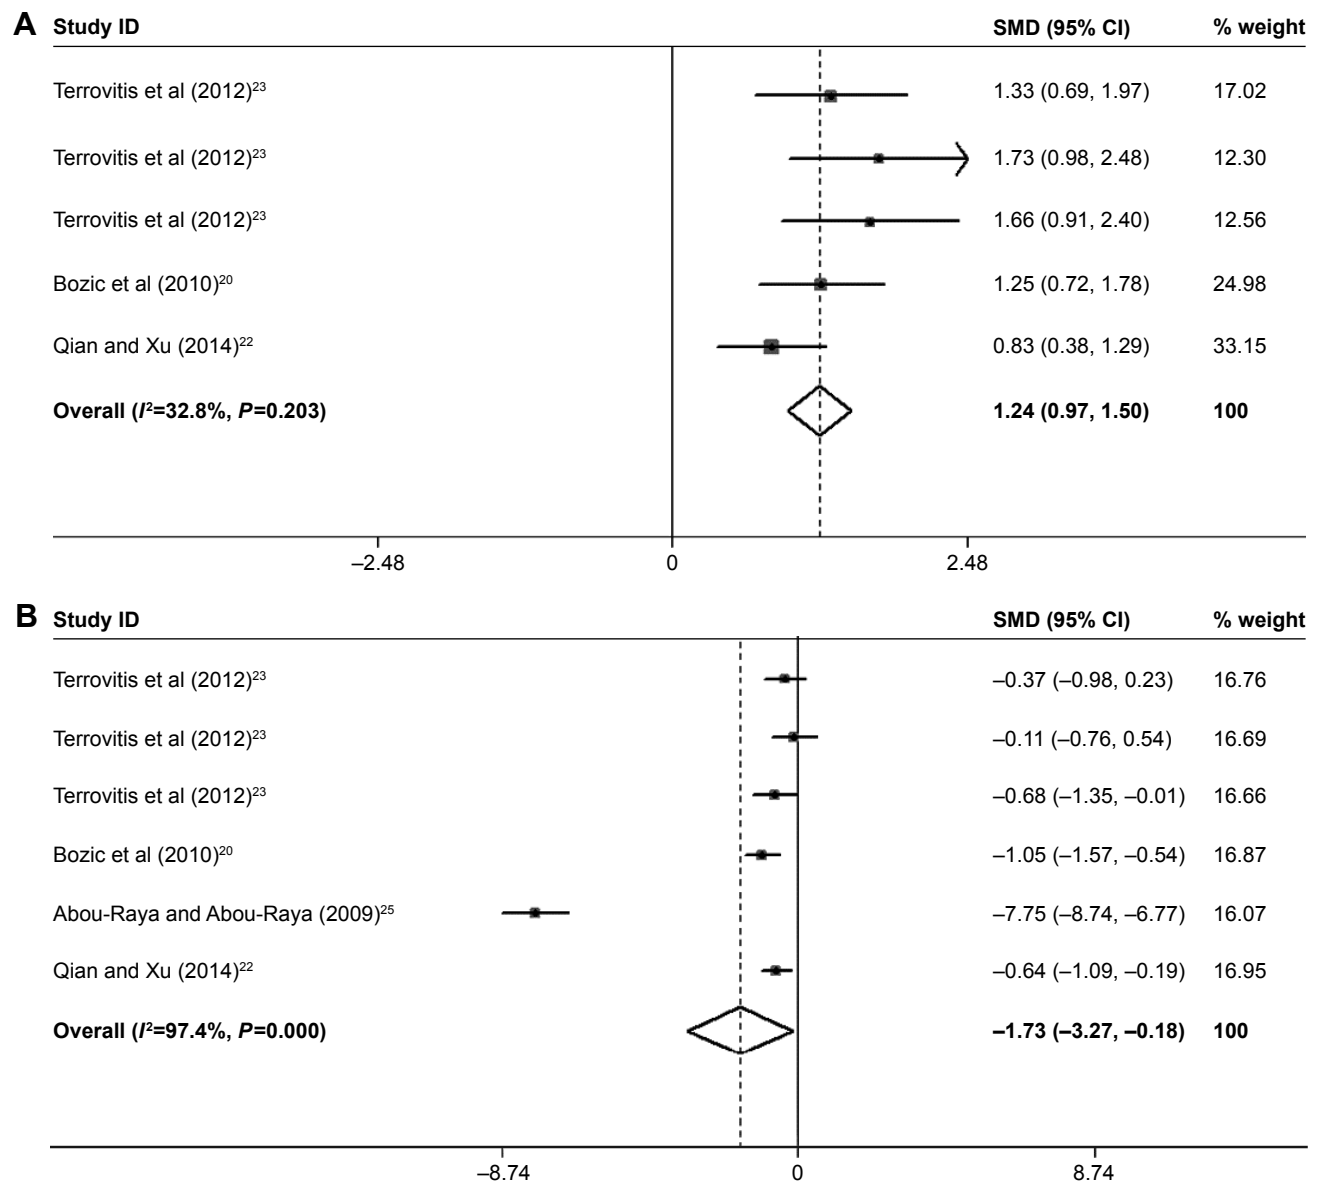 A Study ID SMD (95% CI) % weight
Terrovitis et al (2012)²³ 1.33 (0.69, 1.97) 17.02
Terrovitis et al (2012)²³ 1.73 (0.98, 2.48) 12.30
Terrovitis et al (2012)²³ 1.66 (0.91, 2.40) 12.56
Bozic et al (2010)²⁰ 1.25 (0.72, 1.78) 24.98
Qian and Xu (2014)²² 0.83 (0.38, 1.29) 33.15
Overall (I²=32.8%, P=0.203) 1.24 (0.97, 1.50) 100
–2.48 0 2.48
B Study ID SMD (95% CI) % weight
Terrovitis et al (2012)²³ –0.37 (–0.98, 0.23) 16.76
Terrovitis et al (2012)²³ –0.11 (–0.76, 0.54) 16.69
Terrovitis et al (2012)²³ –0.68 (–1.35, –0.01) 16.66
Bozic et al (2010)²⁰ –1.05 (–1.57, –0.54) 16.87
Abou-Raya and Abou-Raya (2009)²⁵ –7.75 (–8.74, –6.77) 16.07
Qian and Xu (2014)²² –0.64 (–1.09, –0.19) 16.95
Overall (I²=97.4%, P=0.000) –1.73 (–3.27, –0.18) 100
–8.74 0 8.74